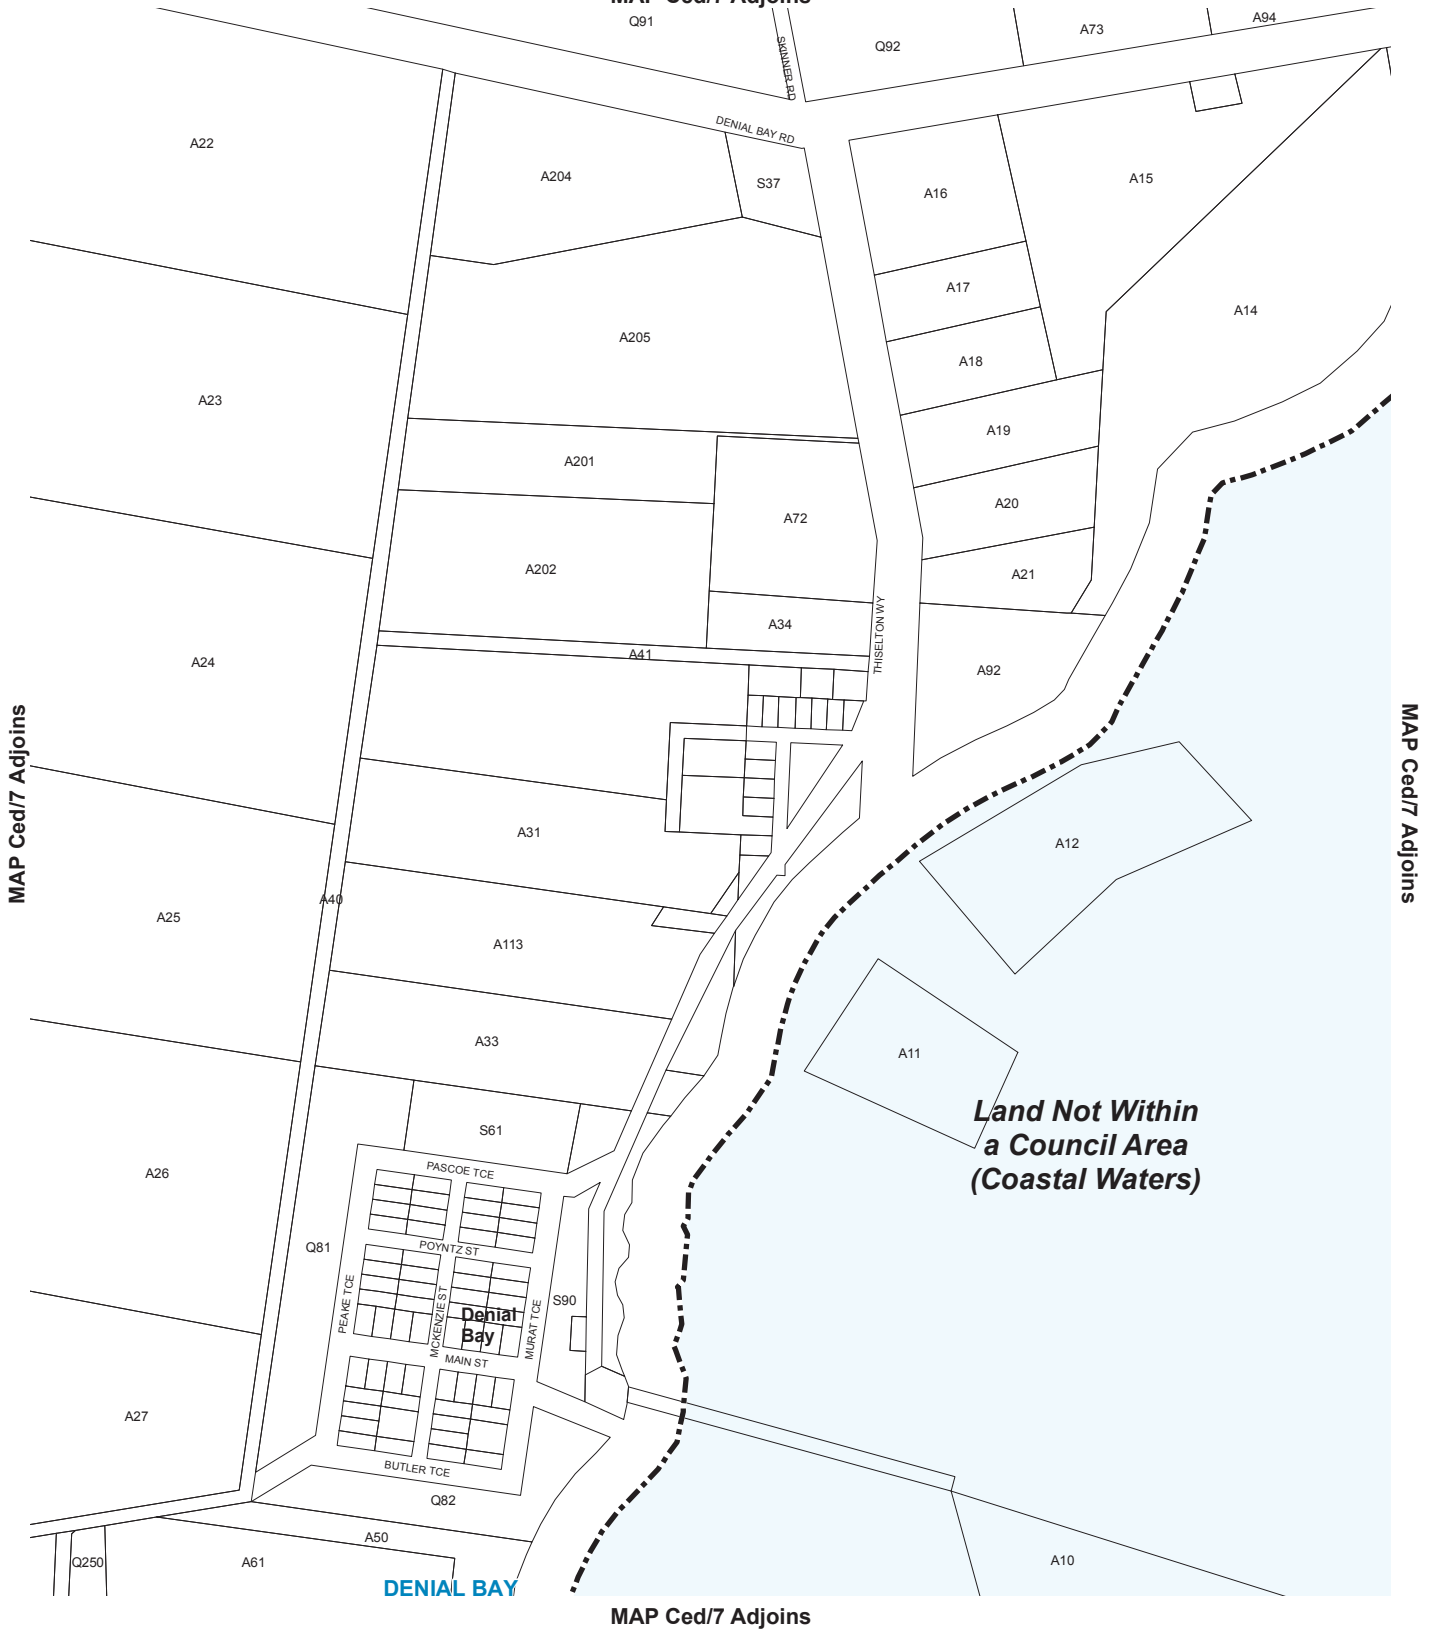 MAP Ced/7 Adjoins
Q91
A94
A73
Q92
SKINNER RD
DENIAL BAY RD
A22
A204
S37
A15
A16
A17
A14
A205
A18
A23
A19
A201
A20
A72
A202
A21
THISELTON WY
A34
A41
A24
A92
MAP Ced/7 Adjoins
MAP Ced/7 Adjoins
A31
A12
A40
A25
A113
A33
A11
Land Not Within
a Council Area
(Coastal Waters)
S61
PASCOE TCE
A26
Q81
POYNTZ ST
PEAKE TCE
MCKENZIE ST
S90
MURAT TCE
Denial
Bay
MAIN ST
A27
BUTLER TCE
Q82
A50
Q250
A61
A10
DENIAL BAY
MAP Ced/7 Adjoins